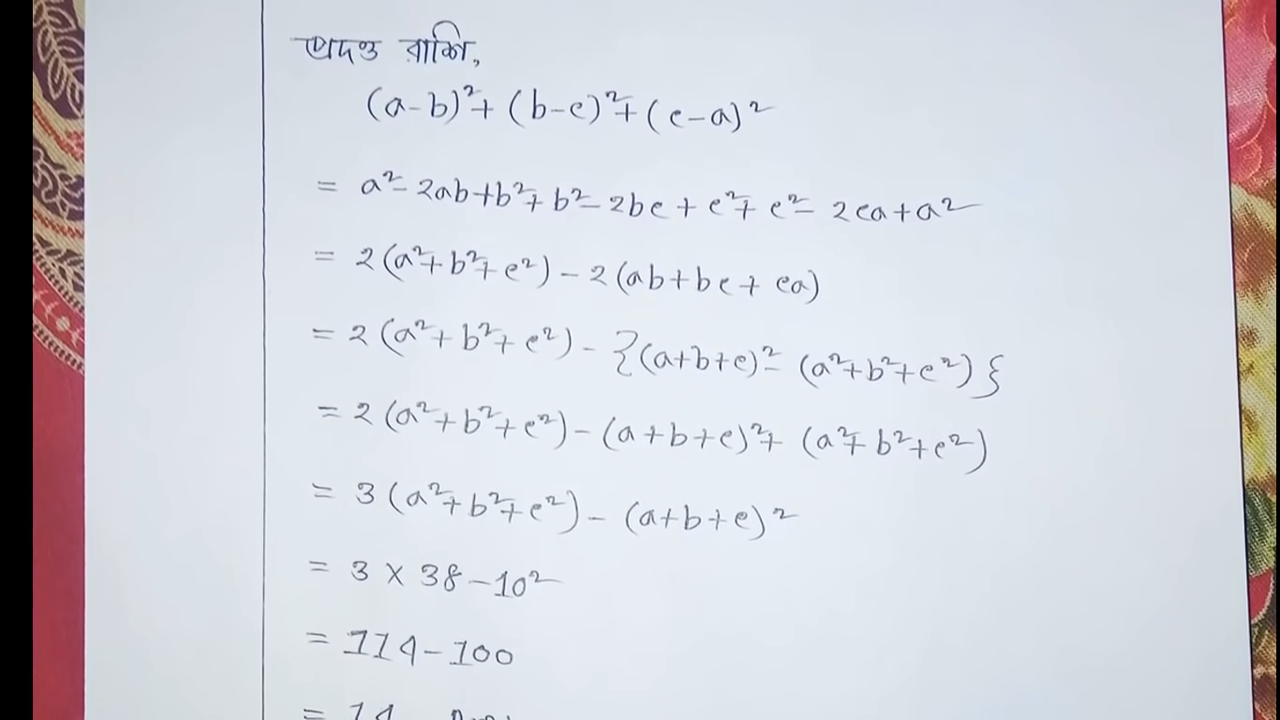 প্রদত্ত রাশি,
(a-b)²+ (b-c)²+ (c-a)²
= a²- 2ab+b²+ b²- 2bc + c²+ c²- 2ca+a²
= 2(a²+ b²+ c²) - 2(ab+bc+ ca)
= 2(a²+ b²+ c²) - {(a+b+c)²- (a²+b²+c²)}
= 2(a²+ b²+ c²) - (a+b+c)²+ (a²+ b²+c²)
= 3(a²+ b²+ c²) - (a+b+c)²
= 3 × 38 - 10²
= 114 - 100
= 14